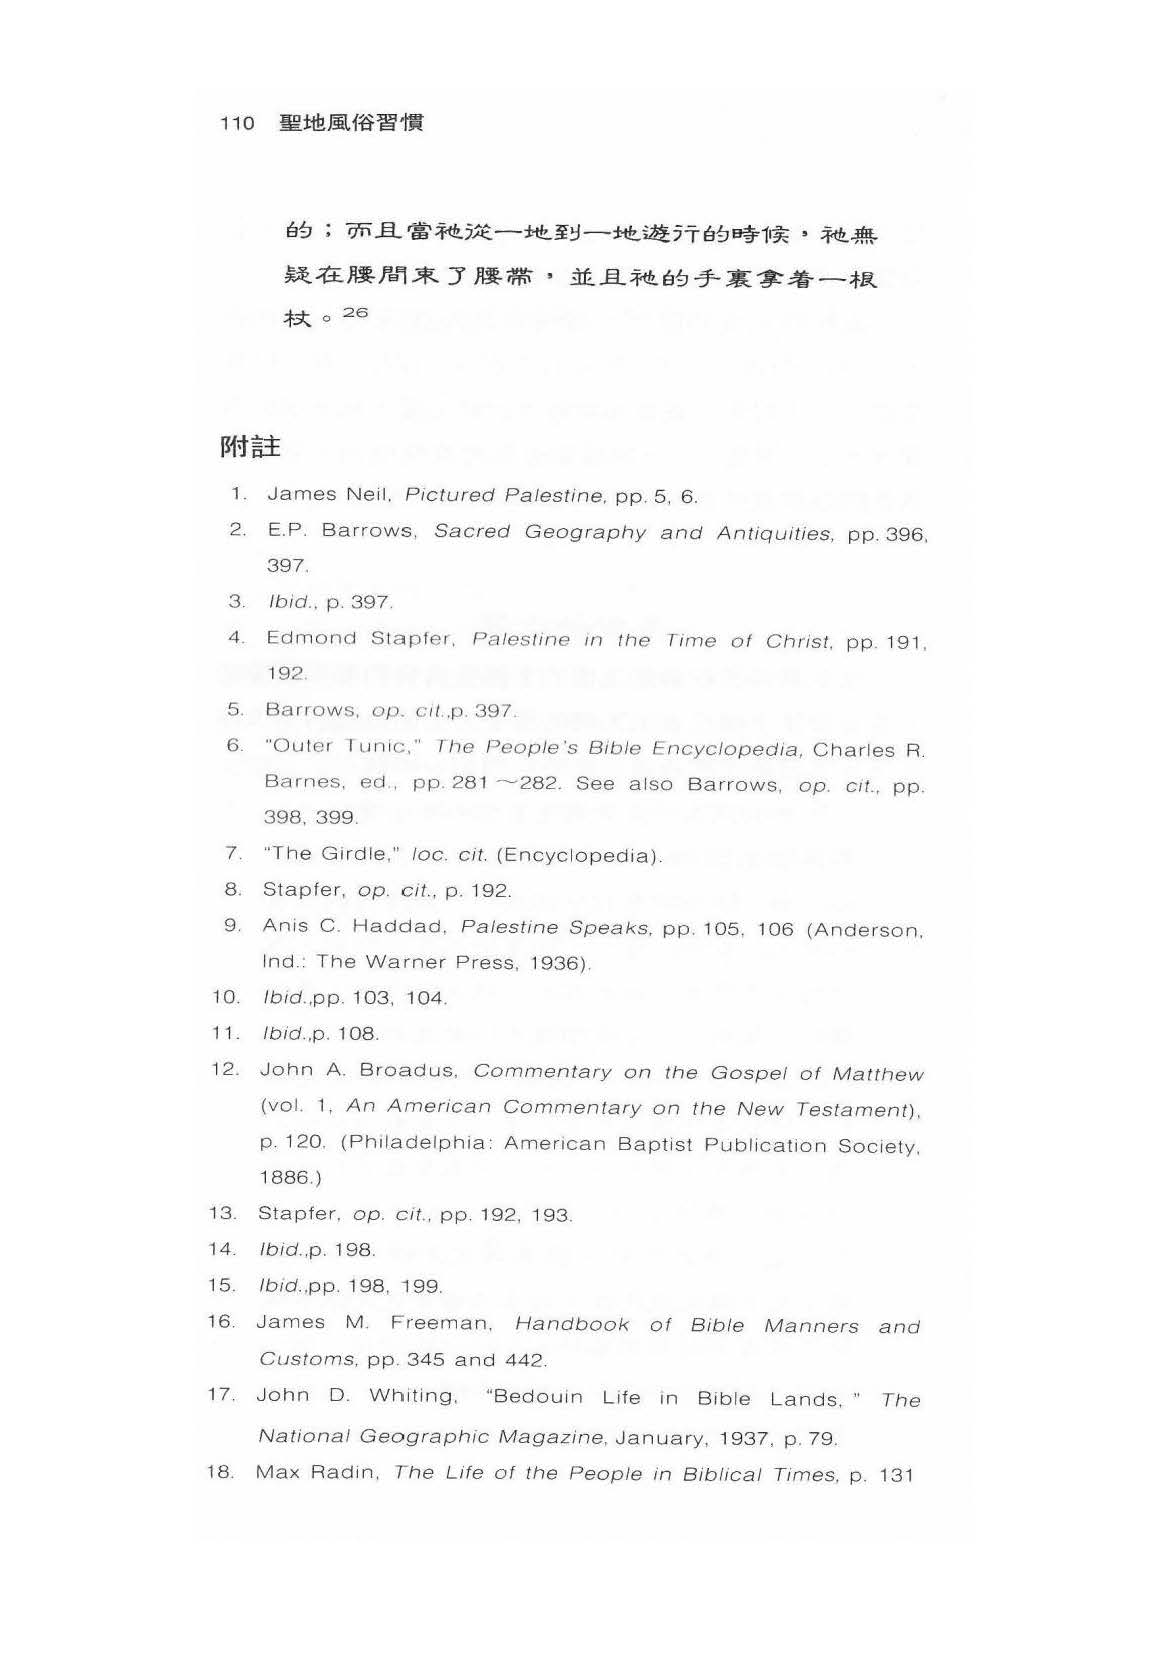 110 聖地風俗習慣
的；而且當祂從一地到一地遊行的時候，祂無
疑在腰間束了腰帶，並且祂的手裏拿着一根
杖。26
附註
1. James Neil, Pictured Palestine, pp. 5, 6.
2. E.P. Barrows, Sacred Geography and Antiquities, pp. 396,
397.
3. Ibid., p. 397.
4. Edmond Stapfer, Palestine in the Time of Christ, pp. 191,
192.
5. Barrows, op. cit.,p. 397.
6. "Outer Tunic," The People's Bible Encyclopedia, Charles R.
Barnes, ed., pp. 281～282. See also Barrows, op. cit., pp.
398, 399.
7. "The Girdle," loc. cit. (Encyclopedia).
8. Stapfer, op. cit., p. 192.
9. Anis C. Haddad, Palestine Speaks, pp. 105, 106 (Anderson,
Ind.: The Warner Press, 1936).
10. Ibid.,pp. 103, 104.
11. Ibid.,p. 108.
12. John A. Broadus, Commentary on the Gospel of Matthew
(vol. 1, An American Commentary on the New Testament),
p. 120. (Philadelphia: American Baptist Publication Society,
1886.)
13. Stapfer, op. cit., pp. 192, 193.
14. Ibid.,p. 198.
15. Ibid.,pp. 198, 199.
16. James M. Freeman, Handbook of Bible Manners and
Customs, pp. 345 and 442.
17. John D. Whiting, "Bedouin Life in Bible Lands, " The
National Geographic Magazine, January, 1937, p. 79.
18. Max Radin, The Life of the People in Biblical Times, p. 131